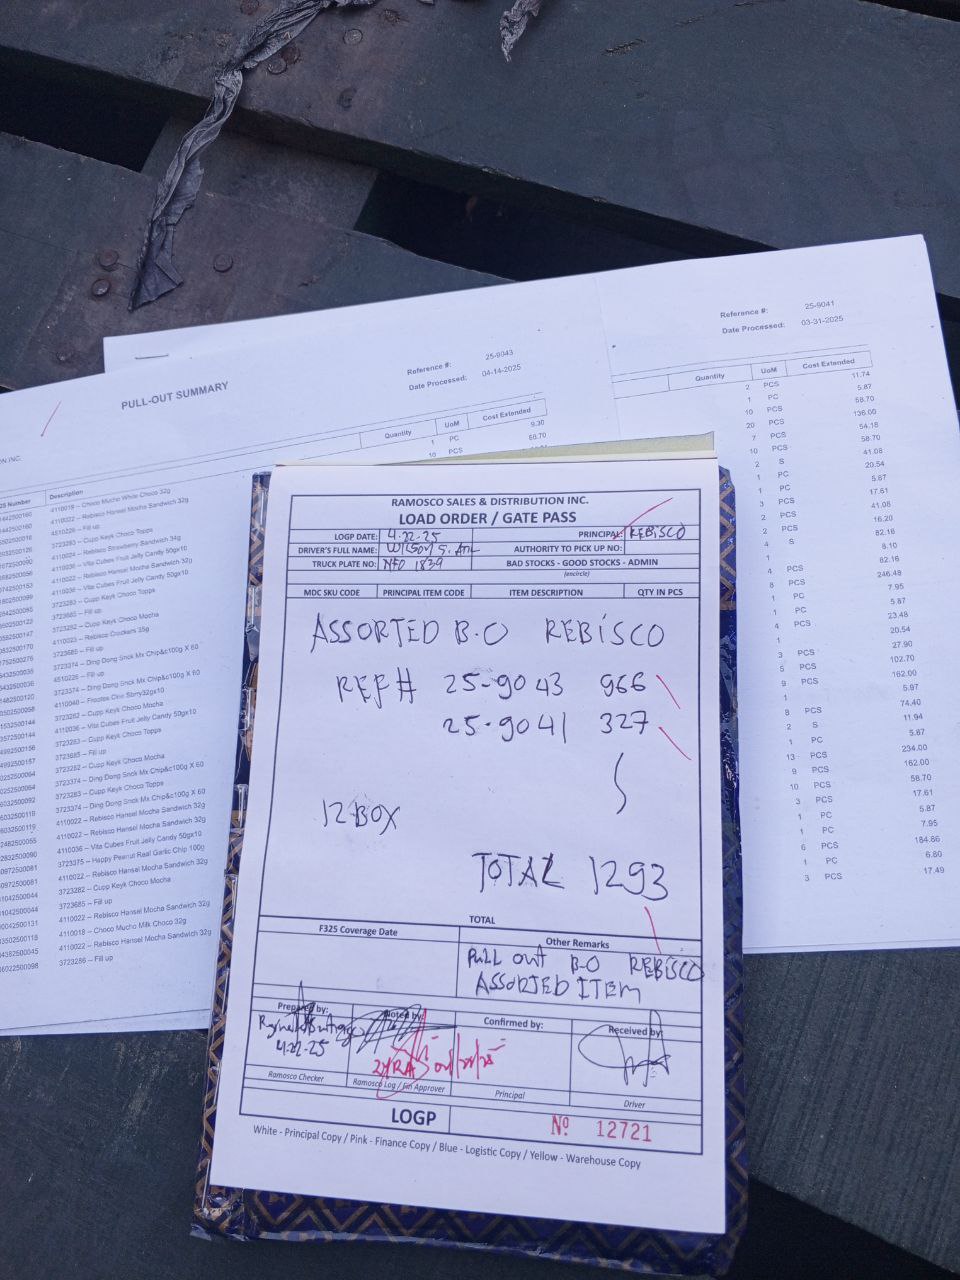 Reference #: 25-9041
Date Processed: 03-31-2025
Quantity UoM Cost Extended
2 PCS 11.74
1 PC 5.87
10 PCS 58.70
20 PCS 136.00
7 PCS 54.18
10 PCS 58.70
2 S 41.08
1 PC 20.54
3 PCS 17.61
2 PCS 41.08
2 PCS 16.20
4 S 82.16
1 8.10
4 PCS 82.16
8 PCS 246.48
1 PC 7.95
1 PC 5.87
4 PCS 23.48
1 20.54
3 PCS 27.90
5 PCS 102.70
9 PCS 162.00
1 5.97
8 PCS 74.40
2 S 11.94
1 PC 5.87
13 PCS 234.00
9 PCS 162.00
10 PCS 58.70
3 PCS 17.61
1 PC 5.87
1 PC 7.95
6 PCS 184.86
1 PC 6.80
3 PCS 17.49
Reference #: 25-9043
Date Processed: 04-14-2025
PULL-OUT SUMMARY
ON INC.
Quantity UoM Cost Extended
1 PC 9.30
10 PCS 58.70
Number Description
4110019 -- Choco Mucho White Choco 32g
4110022 -- Rebisco Hansel Mocha Sandwich 32g
4510226 -- Fill up
3723283 -- Cupp Keyk Choco Topps
4110024 -- Rebisco Strawberry Sandwich 34g
4110036 -- Vita Cubes Fruit Jelly Candy 50gx10
4110022 -- Rebisco Hansel Mocha Sandwich 32g
4110036 -- Vita Cubes Fruit Jelly Candy 50gx10
3723283 -- Cupp Keyk Choco Topps
3723685 -- Fill up
3723282 -- Cupp Keyk Choco Mocha
4110023 -- Rebisco Crackers 35g
3723685 -- Fill up
3723374 -- Ding Dong Snck Mx Chip&c100g X 60
4510226 -- Fill up
3723374 -- Ding Dong Snck Mx Chip&c100g X 60
4110040 -- Frootee One Sbrry32gx10
3723282 -- Cupp Keyk Choco Mocha
4110036 -- Vita Cubes Fruit Jelly Candy 50gx10
3723283 -- Cupp Keyk Choco Topps
3723685 -- Fill up
3723282 -- Cupp Keyk Choco Mocha
3723374 -- Ding Dong Snck Mx Chip&c100g X 60
3723283 -- Cupp Keyk Choco Topps
3723374 -- Ding Dong Snck Mx Chip&c100g X 60
4110022 -- Rebisco Hansel Mocha Sandwich 32g
4110022 -- Rebisco Hansel Mocha Sandwich 32g
4110036 -- Vita Cubes Fruit Jelly Candy 50gx10
3723375 -- Happy Peanut Real Garlic Chip 100g
4110022 -- Rebisco Hansel Mocha Sandwich 32g
3723282 -- Cupp Keyk Choco Mocha
3723685 -- Fill up
4110022 -- Rebisco Hansel Mocha Sandwich 32g
4110018 -- Choco Mucho Milk Choco 32g
4110022 -- Rebisco Hansel Mocha Sandwich 32g
3723286 -- Fill up
RAMOSCO SALES & DISTRIBUTION INC.
LOAD ORDER / GATE PASS
LOGP DATE: 4-22-25 PRINCIPAL: REBISCO
DRIVER'S FULL NAME: AUTHORITY TO PICK UP NO:
TRUCK PLATE NO: NFO 1839 BAD STOCKS - GOOD STOCKS - ADMIN
(encircle)
MDC SKU CODE PRINCIPAL ITEM CODE ITEM DESCRIPTION QTY IN PCS
ASSORTED B.O REBISCO
REF# 25-9043 966
25-9041 327
12 BOX
TOTAL 1293
TOTAL
F325 Coverage Date Other Remarks
PULL out B-O REBISCO
ASSORTED ITEM
Prepared by: Noted by: Confirmed by: Received by:
4-22-25
Ramosco Checker Ramosco Log / Fin Approver Principal Driver
LOGP Nº 12721
White - Principal Copy / Pink - Finance Copy / Blue - Logistic Copy / Yellow - Warehouse Copy